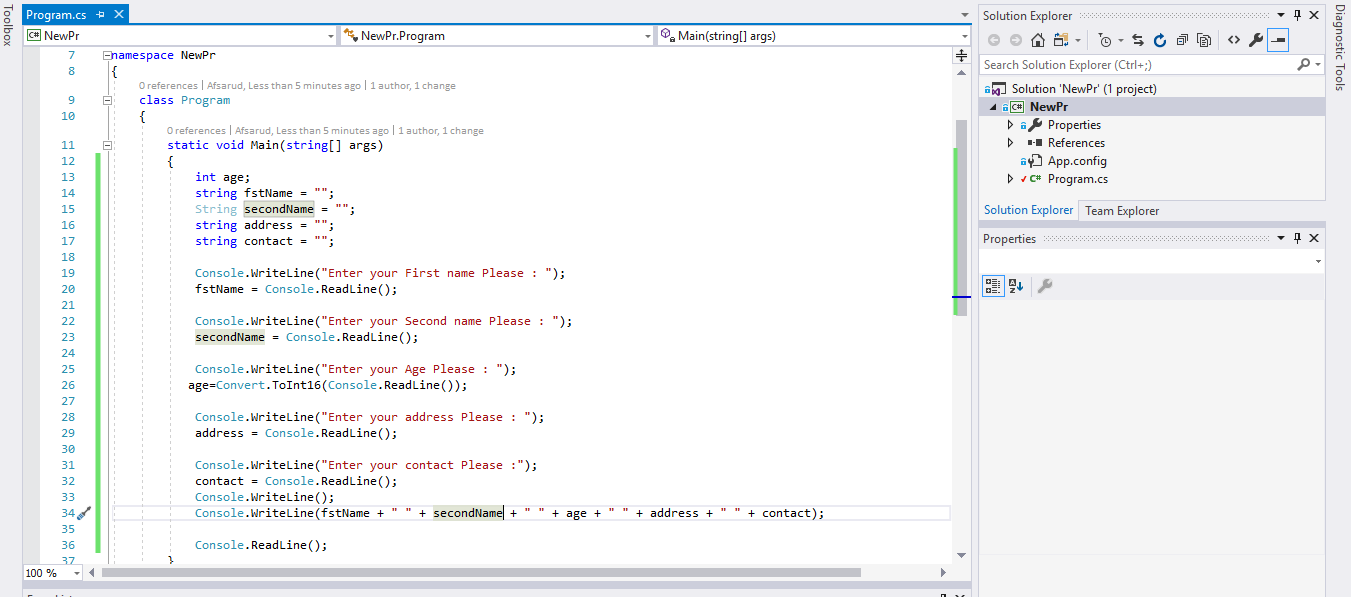 Toolbox
Program.cs
NewPr
NewPr.Program
Main(string[] args)
7 namespace NewPr
8 {
0 references | Afsarud, Less than 5 minutes ago | 1 author, 1 change
9 class Program
10 {
0 references | Afsarud, Less than 5 minutes ago | 1 author, 1 change
11 static void Main(string[] args)
12 {
13 int age;
14 string fstName = "";
15 String secondName = "";
16 string address = "";
17 string contact = "";
18
19 Console.WriteLine("Enter your First name Please : ");
20 fstName = Console.ReadLine();
21
22 Console.WriteLine("Enter your Second name Please : ");
23 secondName = Console.ReadLine();
24
25 Console.WriteLine("Enter your Age Please : ");
26 age=Convert.ToInt16(Console.ReadLine());
27
28 Console.WriteLine("Enter your address Please : ");
29 address = Console.ReadLine();
30
31 Console.WriteLine("Enter your contact Please :");
32 contact = Console.ReadLine();
33 Console.WriteLine();
34 Console.WriteLine(fstName + " " + secondName + " " + age + " " + address + " " + contact);
35
36 Console.ReadLine();
37 }
100 %
Solution Explorer
Search Solution Explorer (Ctrl+;)
Solution 'NewPr' (1 project)
C# NewPr
Properties
References
App.config
C# Program.cs
Solution Explorer
Team Explorer
Properties
Diagnostic Tools